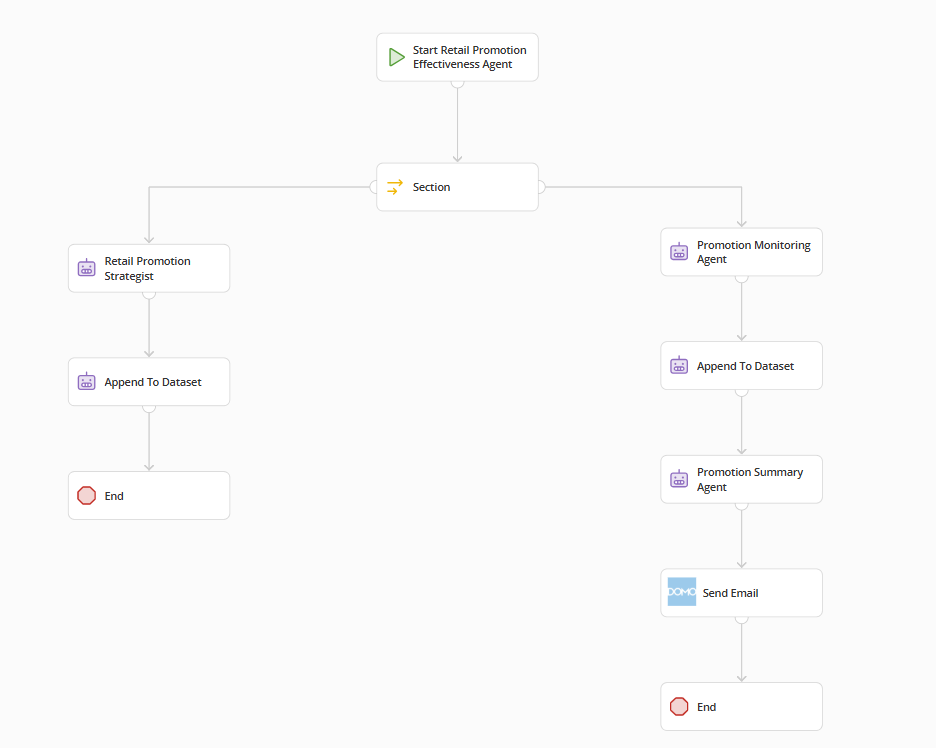 Start Retail Promotion
Effectiveness Agent
Section
Retail Promotion
Strategist
Append To Dataset
End
Promotion Monitoring
Agent
Append To Dataset
Promotion Summary
Agent
DOMO
Send Email
End